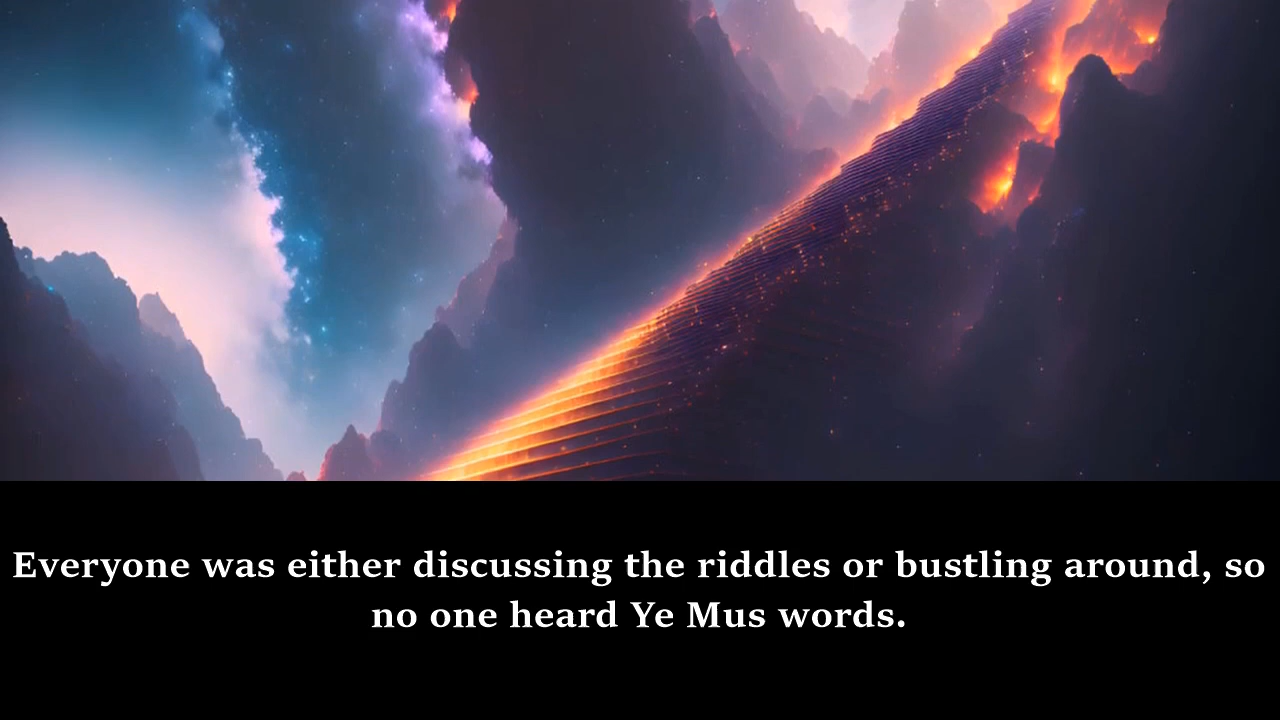 Everyone was either discussing the riddles or bustling around, so
no one heard Ye Mus words.